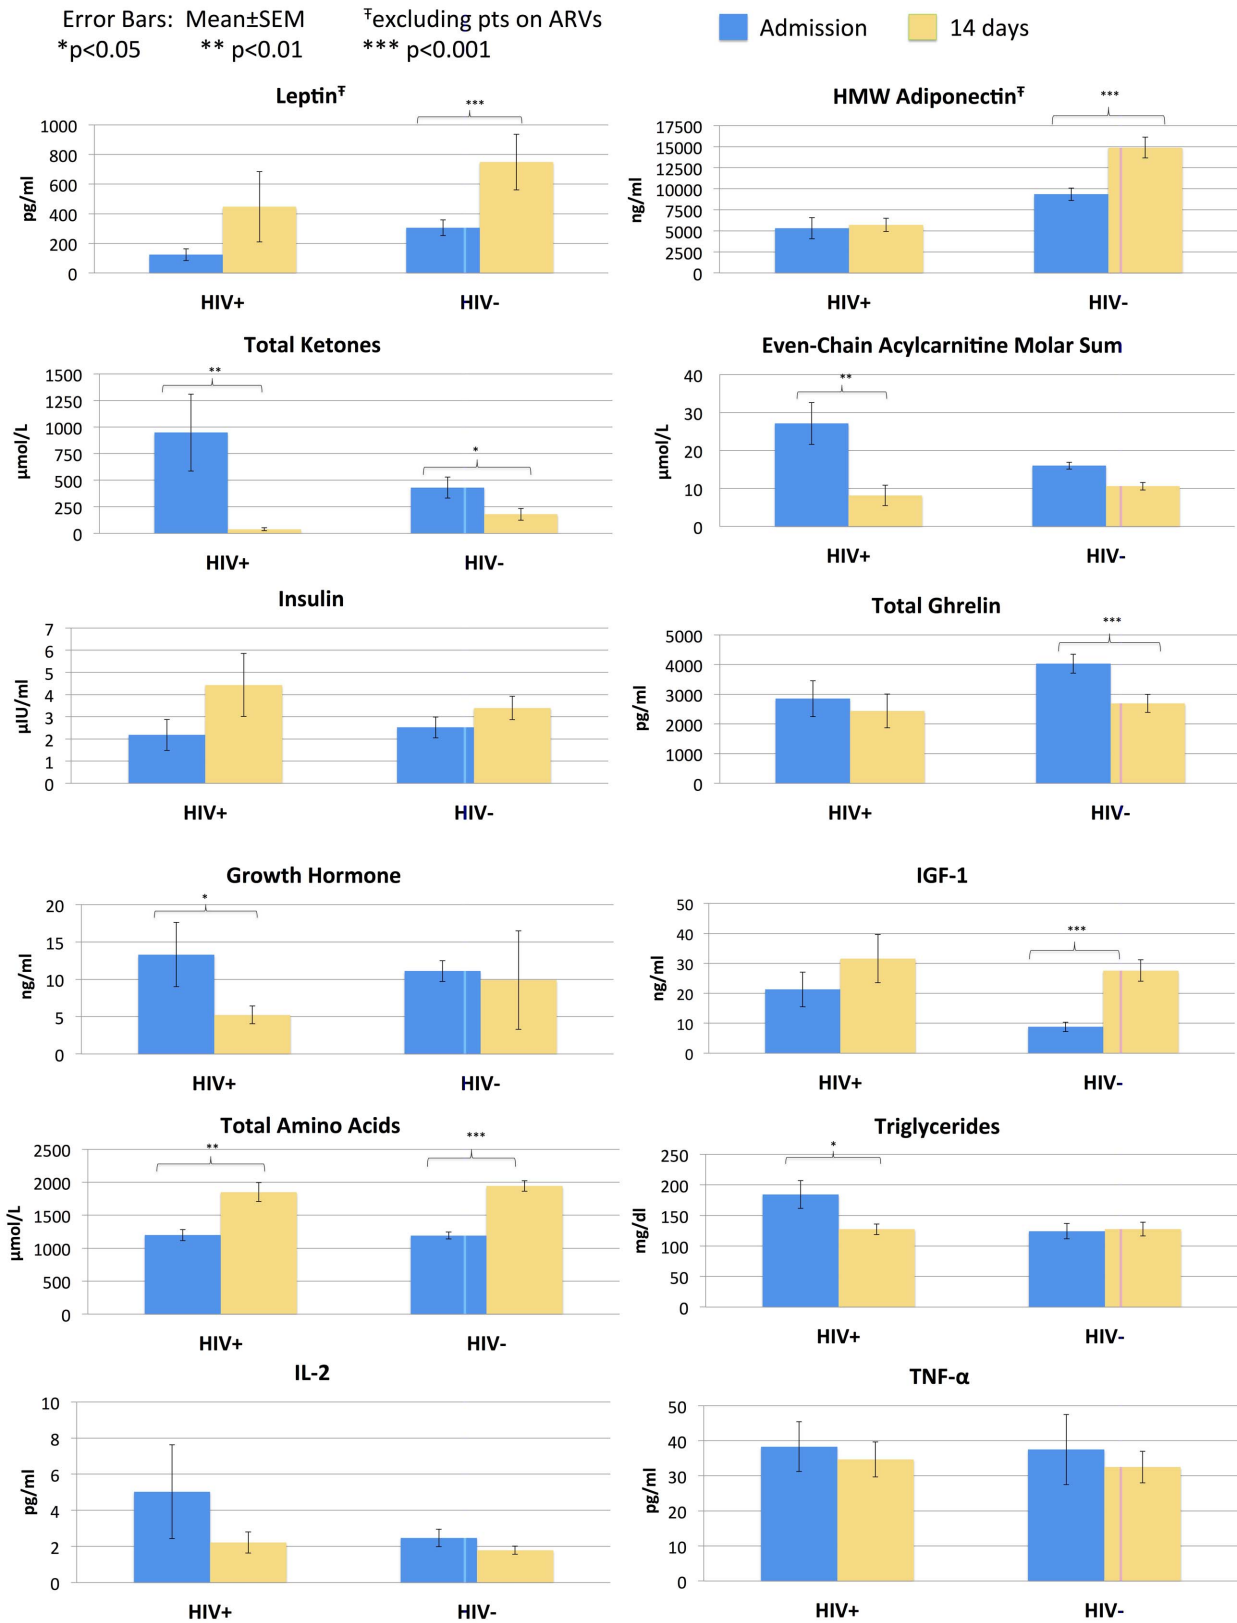 Error Bars: Mean±SEM
Ŧexcluding pts on ARVs
*p<0.05 ** p<0.01 *** p<0.001
Admission 14 days
LeptinŦ
***
1000
800
600
400
200
0
pg/ml
HIV+ HIV-
HMW AdiponectinŦ
***
17500
15000
12500
10000
7500
5000
2500
0
ng/ml
HIV+ HIV-
Total Ketones
**
*
1500
1250
1000
750
500
250
0
µmol/L
HIV+ HIV-
Even-Chain Acylcarnitine Molar Sum
**
40
30
20
10
0
µmol/L
HIV+ HIV-
Insulin
7
6
5
4
3
2
1
0
µIU/ml
HIV+ HIV-
Total Ghrelin
***
5000
4000
3000
2000
1000
0
pg/ml
HIV+ HIV-
Growth Hormone
*
20
15
10
5
0
ng/ml
HIV+ HIV-
IGF-1
***
50
40
30
20
10
0
ng/ml
HIV+ HIV-
Total Amino Acids
**
***
2500
2000
1500
1000
500
0
µmol/L
HIV+ HIV-
Triglycerides
*
250
200
150
100
50
0
mg/dl
HIV+ HIV-
IL-2
10
8
6
4
2
0
pg/ml
HIV+ HIV-
TNF-α
50
40
30
20
10
0
pg/ml
HIV+ HIV-